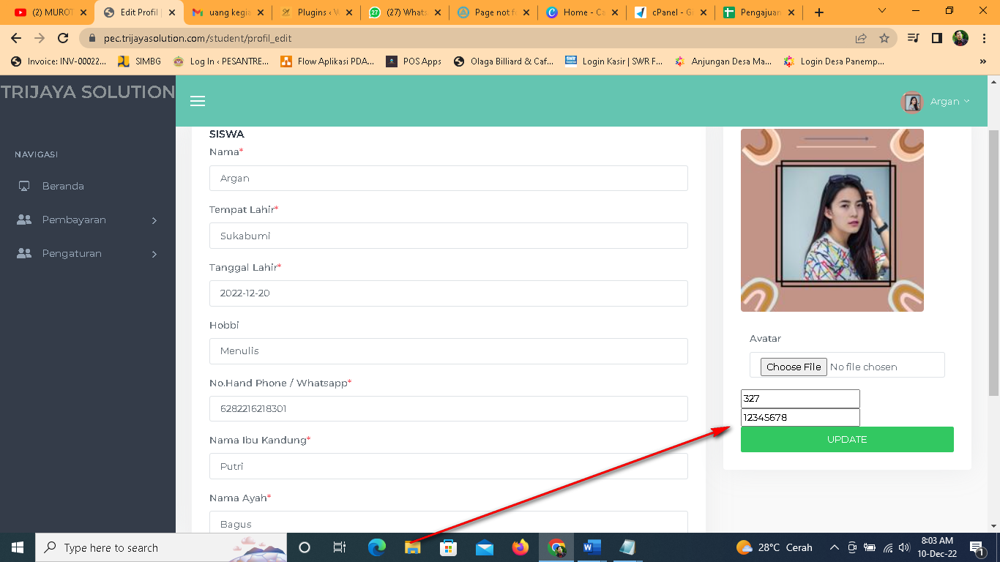 (2) MUROT
Edit Profil |
uang kegia
Plugins ‹ V
(27) Whats
Page not f
Home - Ca
cPanel - G
Pengajuan
pec.trijayasolution.com/student/profil_edit
Invoice: INV-00022...
SIMBG
Log In ‹ PESANTRE...
Flow Aplikasi PDA...
POS Apps
Olaga Billiard & Caf...
Login Kasir | SWR F...
Anjungan Desa Ma...
Login Desa Panemp...
»
TRIJAYA SOLUTION
Argan
NAVIGASI
Beranda
Pembayaran
Pengaturan
SISWA
Nama*
Argan
Tempat Lahir*
Sukabumi
Tanggal Lahir*
2022-12-20
Hobbi
Menulis
No.Hand Phone / Whatsapp*
6282216218301
Nama Ibu Kandung*
Putri
Nama Ayah*
Bagus
Avatar
Choose File No file chosen
327
12345678
UPDATE
Type here to search
28°C Cerah
8:03 AM
10-Dec-22
1